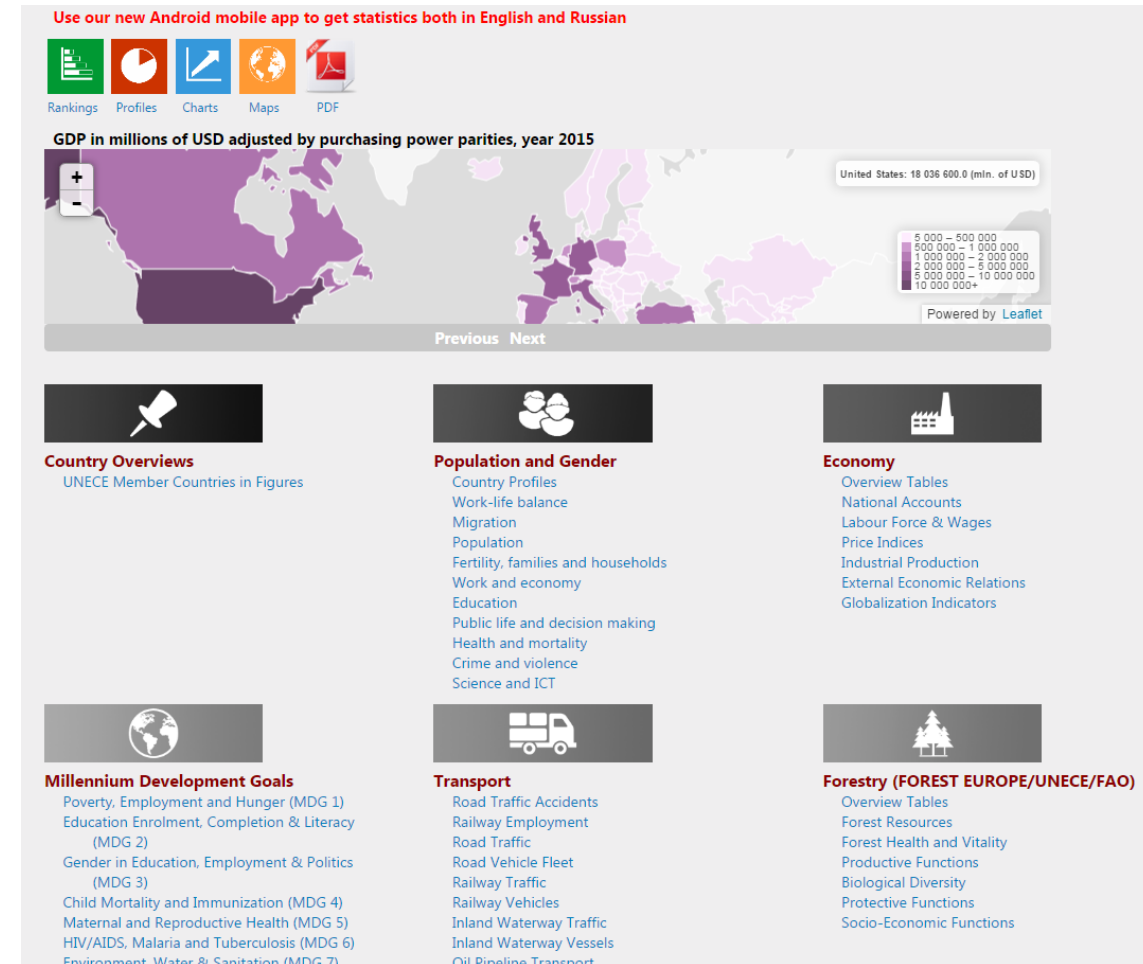 Use our new Android mobile app to get statistics both in English and Russian
PDF
Rankings
Profiles
Charts
Maps
PDF
GDP in millions of USD adjusted by purchasing power parities, year 2015
+
-
United States: 18 036 600.0 (mln. of USD)
5 000 – 500 000
500 000 – 1 000 000
1 000 000 – 2 000 000
2 000 000 – 5 000 000
5 000 000 – 10 000 000
10 000 000+
Powered by Leaflet
Previous Next
Country Overviews
UNECE Member Countries in Figures
Population and Gender
Country Profiles
Work-life balance
Migration
Population
Fertility, families and households
Work and economy
Education
Public life and decision making
Health and mortality
Crime and violence
Science and ICT
Economy
Overview Tables
National Accounts
Labour Force & Wages
Price Indices
Industrial Production
External Economic Relations
Globalization Indicators
Millennium Development Goals
Poverty, Employment and Hunger (MDG 1)
Education Enrolment, Completion & Literacy
(MDG 2)
Gender in Education, Employment & Politics
(MDG 3)
Child Mortality and Immunization (MDG 4)
Maternal and Reproductive Health (MDG 5)
HIV/AIDS, Malaria and Tuberculosis (MDG 6)
Environment, Water & Sanitation (MDG 7)
Transport
Road Traffic Accidents
Railway Employment
Road Traffic
Road Vehicle Fleet
Railway Traffic
Railway Vehicles
Inland Waterway Traffic
Inland Waterway Vessels
Oil Pipeline Transport
Forestry (FOREST EUROPE/UNECE/FAO)
Overview Tables
Forest Resources
Forest Health and Vitality
Productive Functions
Biological Diversity
Protective Functions
Socio-Economic Functions